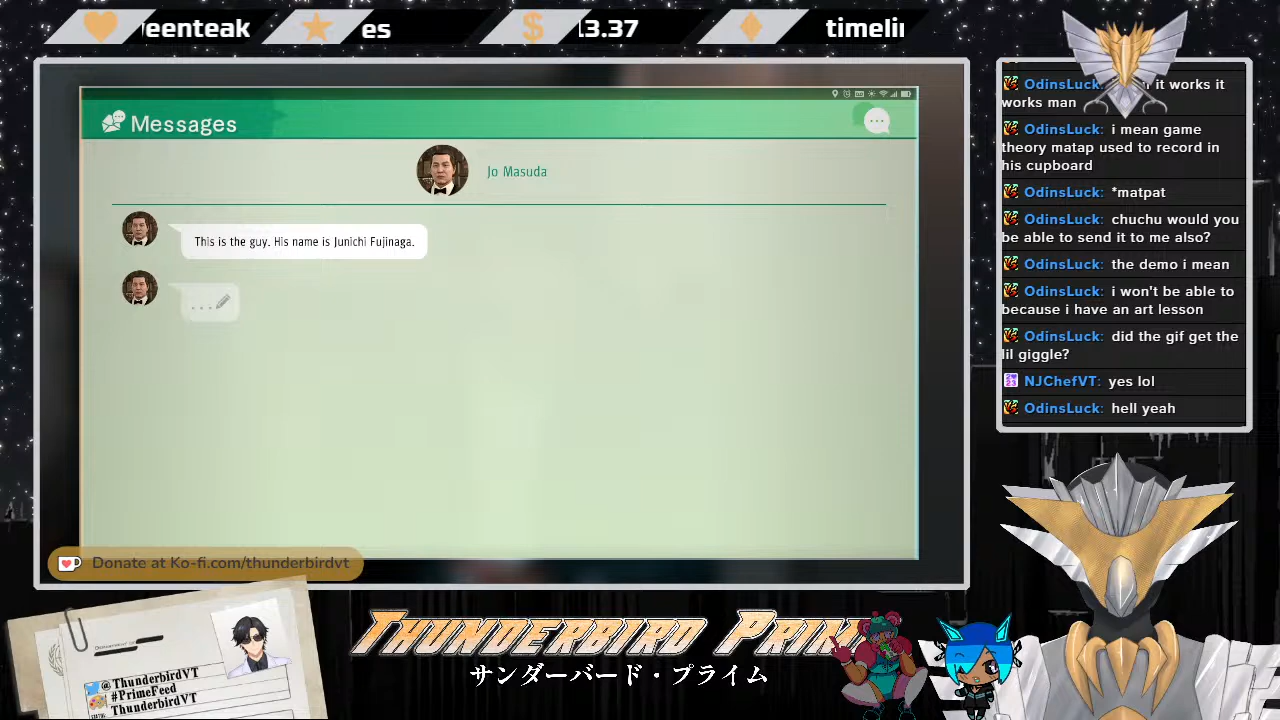 eenteak
es
13.37
timelin
Messages
Jo Masuda
This is the guy. His name is Junichi Fujinaga.
...
OdinsLuck: it works it
works man
OdinsLuck: i mean game
theory matap used to record in
his cupboard
OdinsLuck: *matpat
OdinsLuck: chuchu would you
be able to send it to me also?
OdinsLuck: the demo i mean
OdinsLuck: i won't be able to
because i have an art lesson
OdinsLuck: did the gif get the
lil giggle?
NJChefVT: yes lol
OdinsLuck: hell yeah
Donate at Ko-fi.com/thunderbirdvt
@ThunderbirdVT
#PrimeFeed
ThunderbirdVT
Thunderbird Prim
サンダーバード・プライム